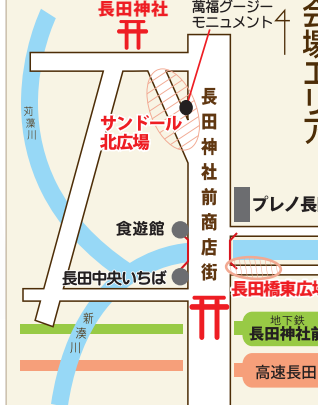 長田神社
萬福グージー
モニュメント
会場エリア
苅藻川
サンドール
北広場
長田神社前商店街
プレノ長
食遊館
長田中央いちば
長田橋東広場
新湊川
地下鉄
長田神社前
高速長田